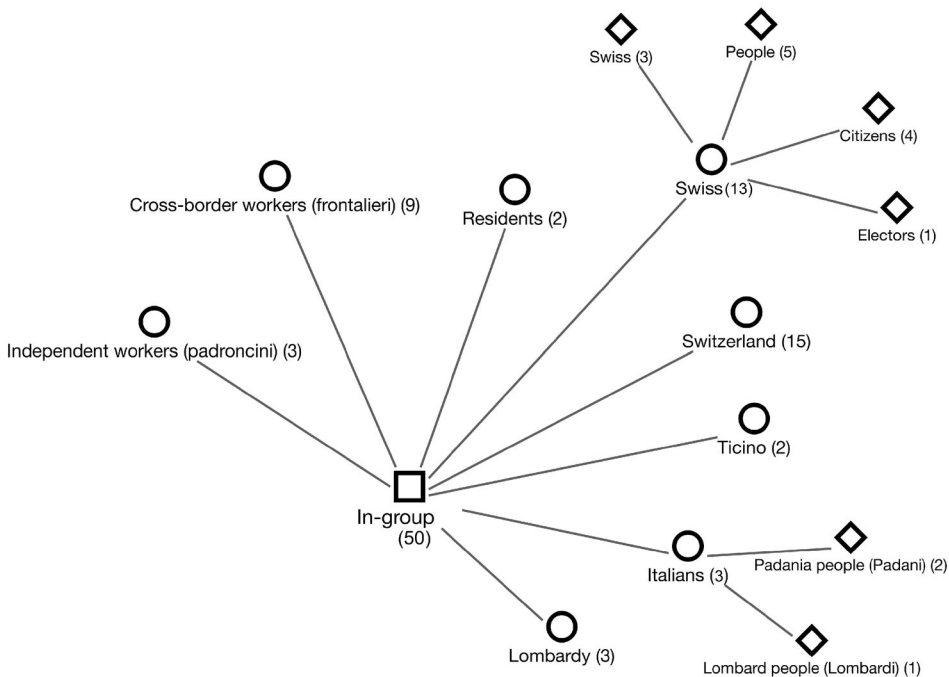 Swiss (3)
People (5)
Citizens (4)
Swiss (13)
Electors (1)
Cross-border workers (frontalieri) (9)
Residents (2)
Independent workers (padroncini) (3)
Switzerland (15)
Ticino (2)
In-group
(50)
Italians (3)
Padania people (Padani) (2)
Lombardy (3)
Lombard people (Lombardi) (1)